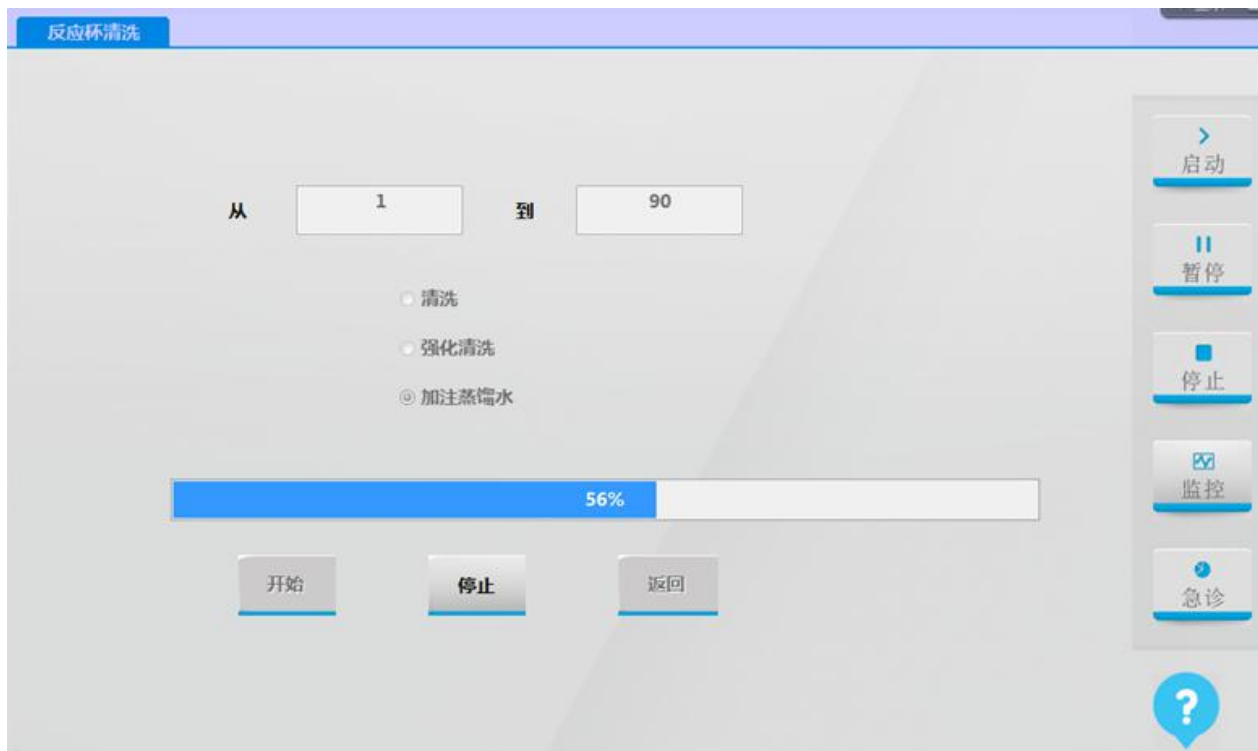 反应杯清洗
从 1 到 90
清洗
强化清洗
加注蒸馏水
56%
开始 停止 返回
启动
暂停
停止
监控
急诊
?